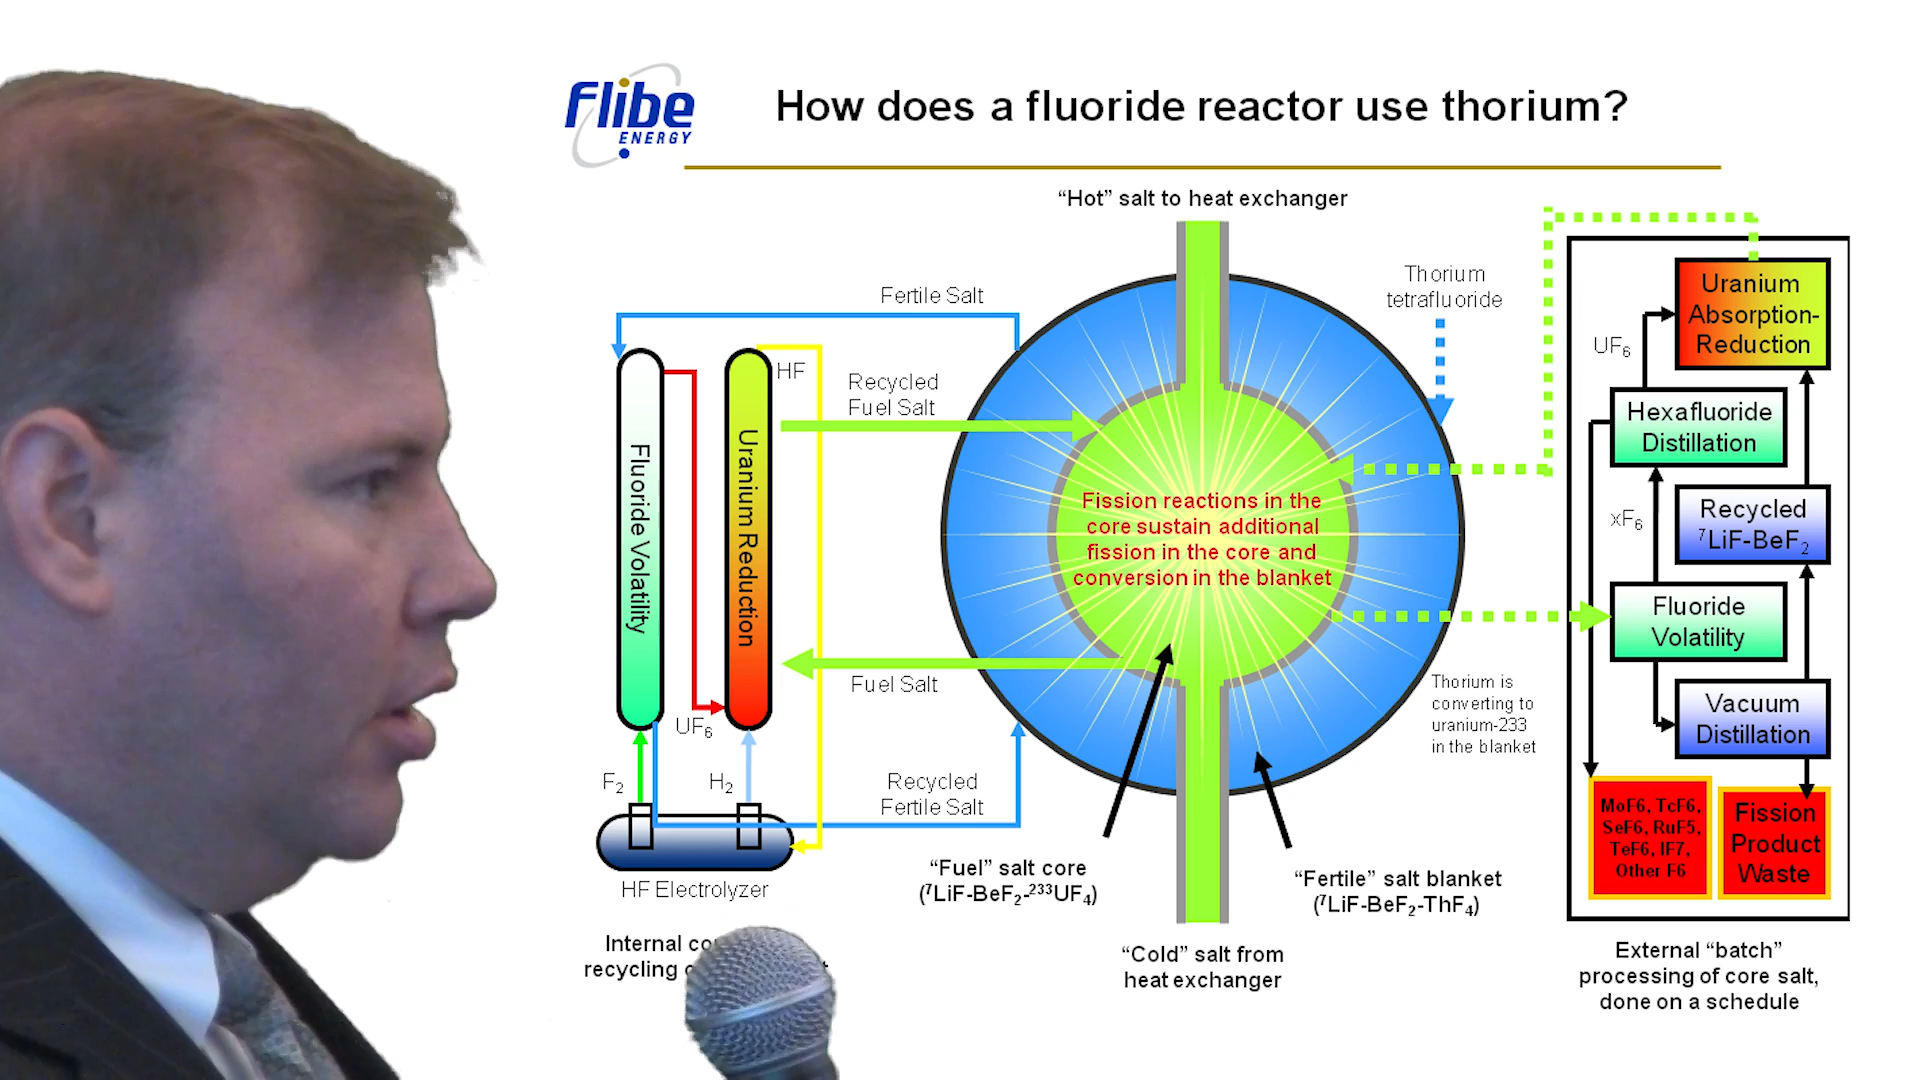 Flibe
ENERGY
How does a fluoride reactor use thorium?
“Hot” salt to heat exchanger
Thorium
tetrafluoride
Fertile Salt
HF
Recycled
Fuel Salt
Fluoride Volatility
Uranium Reduction
Fission reactions in the
core sustain additional
fission in the core and
conversion in the blanket
Fuel Salt
UF₆
F₂
H₂
Recycled
Fertile Salt
HF Electrolyzer
Thorium is
converting to
uranium-233
in the blanket
“Fuel” salt core
(⁷LiF-BeF₂-²³³UF₄)
“Fertile” salt blanket
(⁷LiF-BeF₂-ThF₄)
“Cold” salt from
heat exchanger
Internal
recycling
Uranium
Absorption-
Reduction
UF₆
Hexafluoride
Distillation
xF₆
Recycled
⁷LiF-BeF₂
Fluoride
Volatility
Vacuum
Distillation
MoF6, TcF6,
SeF6, RuF5,
TeF6, IF7,
Other F6
Fission
Product
Waste
External “batch”
processing of core salt,
done on a schedule